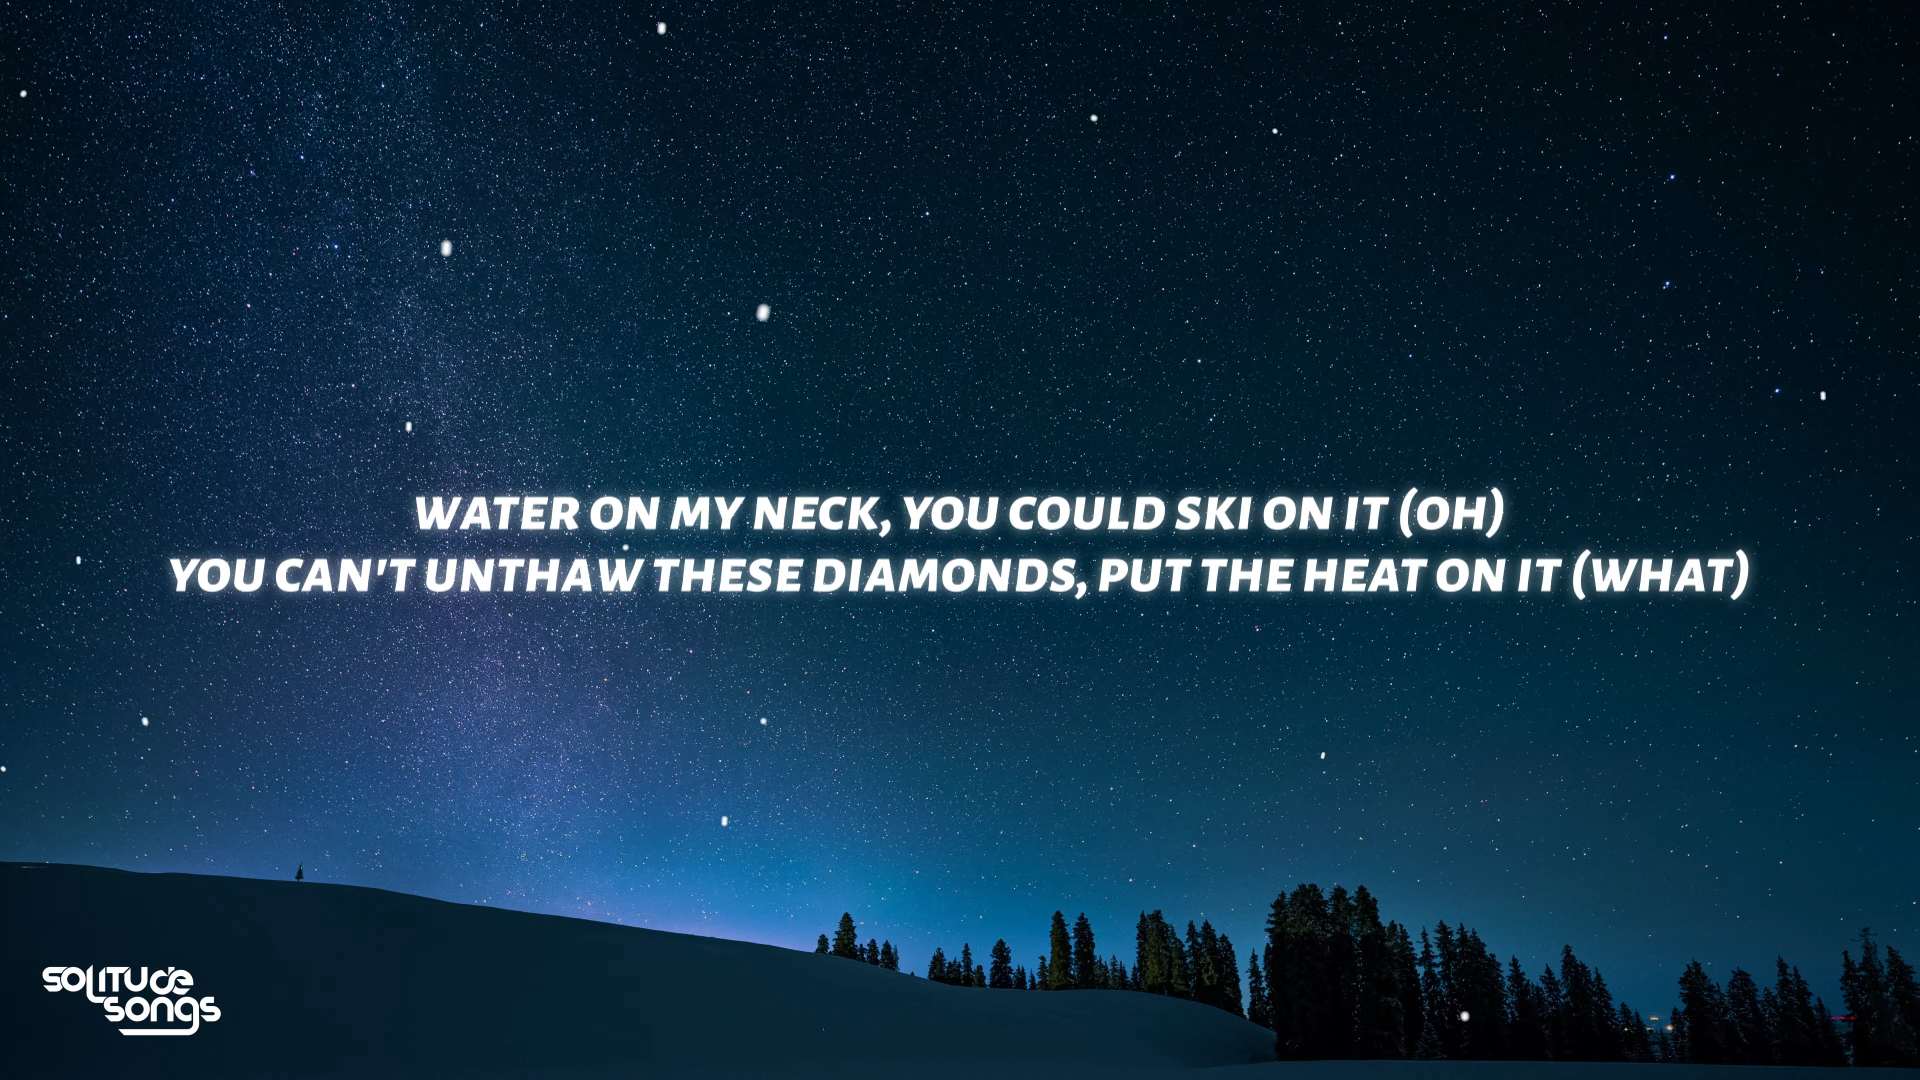 WATER ON MY NECK, YOU COULD SKI ON IT (OH)
YOU CAN'T UNTHAW THESE DIAMONDS, PUT THE HEAT ON IT (WHAT)
SOLITUDE
SONGS